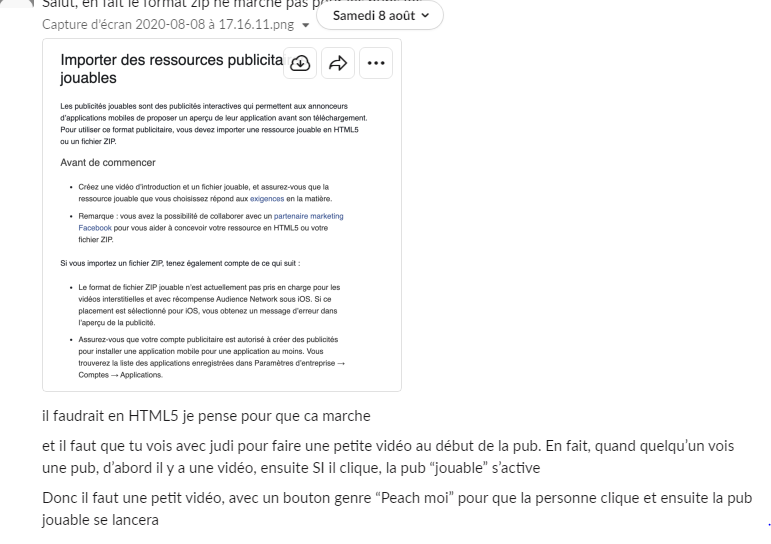 Salut, en fait le format zip ne marche pas
Samedi 8 août
Capture d'écran 2020-08-08 à 17.16.11.png
Importer des ressources publicita
jouables
Les publicités jouables sont des publicités interactives qui permettent aux annonceurs
d'applications mobiles de proposer un aperçu de leur application avant son téléchargement.
Pour utiliser ce format publicitaire, vous devez importer une ressource jouable en HTML5
ou un fichier ZIP.
Avant de commencer
• Créez une vidéo d'introduction et un fichier jouable, et assurez-vous que la
ressource jouable que vous choisissez répond aux exigences en la matière.
• Remarque : vous avez la possibilité de collaborer avec un partenaire marketing
Facebook pour vous aider à concevoir votre ressource en HTML5 ou votre
fichier ZIP.
Si vous importez un fichier ZIP, tenez également compte de ce qui suit :
• Le format de fichier ZIP jouable n'est actuellement pas pris en charge pour les
vidéos interstitielles et avec récompense Audience Network sous iOS. Si ce
placement est sélectionné pour iOS, vous obtenez un message d'erreur dans
l'aperçu de la publicité.
• Assurez-vous que votre compte publicitaire est autorisé à créer des publicités
pour installer une application mobile pour une application au moins. Vous
trouverez la liste des applications enregistrées dans Paramètres d'entreprise →
Comptes → Applications.
il faudrait en HTML5 je pense pour que ca marche
et il faut que tu vois avec judi pour faire une petite vidéo au début de la pub. En fait, quand quelqu'un vois
une pub, d'abord il y a une vidéo, ensuite SI il clique, la pub "jouable" s'active
Donc il faut une petit vidéo, avec un bouton genre "Peach moi" pour que la personne clique et ensuite la pub
jouable se lancera